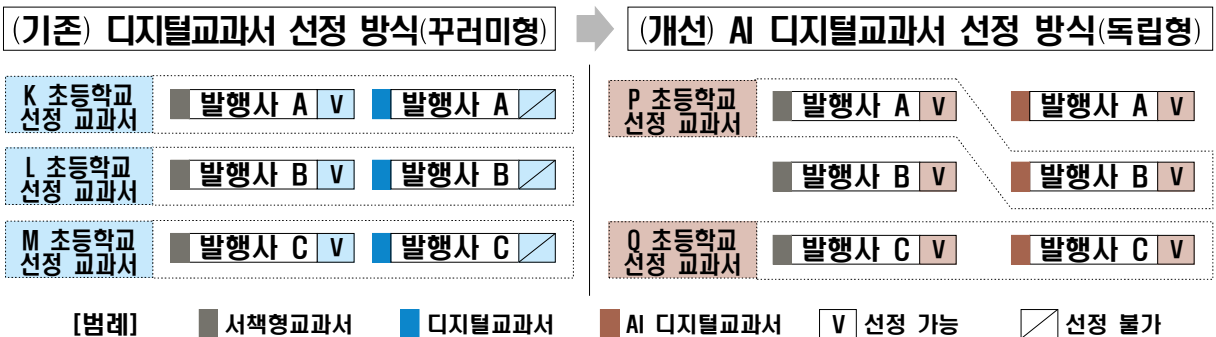 (기존) 디지털교과서 선정 방식(꾸러미형)
(개선) AI 디지털교과서 선정 방식(독립형)
K 초등학교
선정 교과서
발행사 A V
발행사 A
L 초등학교
선정 교과서
발행사 B V
발행사 B
M 초등학교
선정 교과서
발행사 C V
발행사 C
P 초등학교
선정 교과서
발행사 A V
발행사 A V
발행사 B V
발행사 B V
Q 초등학교
선정 교과서
발행사 C V
발행사 C V
[범례] 서책형교과서 디지털교과서 AI 디지털교과서 V 선정 가능 선정 불가